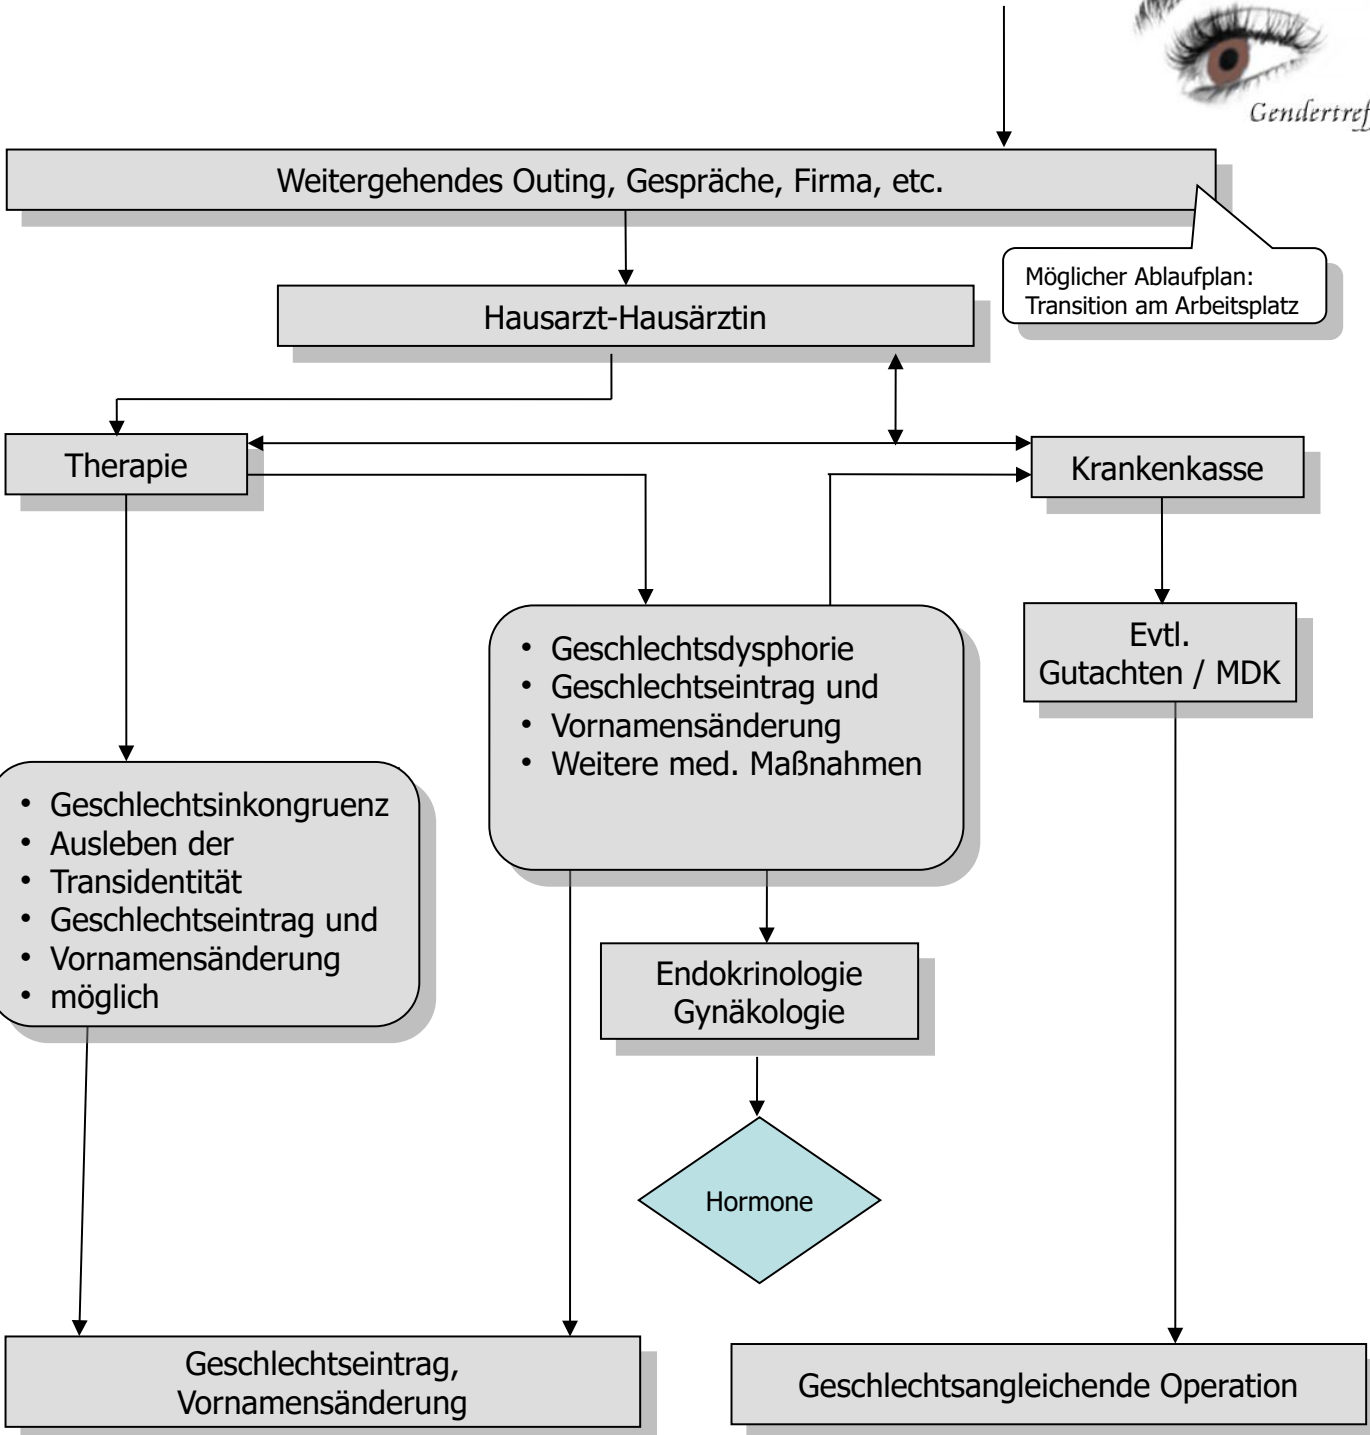 Gendertref
Weitergehendes Outing, Gespräche, Firma, etc.
Möglicher Ablaufplan:
Transition am Arbeitsplatz
Hausarzt-Hausärztin
Therapie
Krankenkasse
• Geschlechtsdysphorie
• Geschlechtseintrag und
• Vornamensänderung
• Weitere med. Maßnahmen
Evtl.
Gutachten / MDK
• Geschlechtsinkongruenz
• Ausleben der
• Transidentität
• Geschlechtseintrag und
• Vornamensänderung
• möglich
Endokrinologie
Gynäkologie
Hormone
Geschlechtseintrag,
Vornamensänderung
Geschlechtsangleichende Operation